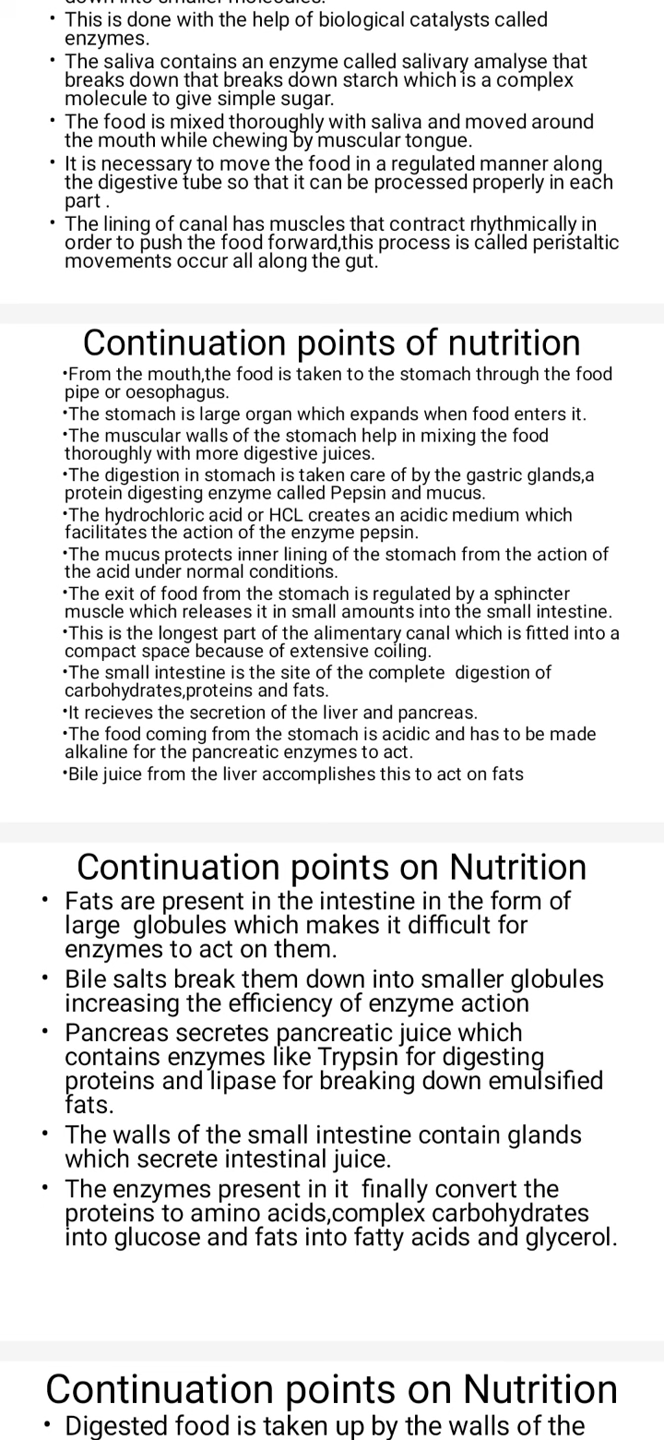 down into smaller molecules.
• This is done with the help of biological catalysts called
enzymes.
• The saliva contains an enzyme called salivary amalyse that
breaks down that breaks down starch which is a complex
molecule to give simple sugar.
• The food is mixed thoroughly with saliva and moved around
the mouth while chewing by muscular tongue.
• It is necessary to move the food in a regulated manner along
the digestive tube so that it can be processed properly in each
part .
• The lining of canal has muscles that contract rhythmically in
order to push the food forward,this process is called peristaltic
movements occur all along the gut.
Continuation points of nutrition
•From the mouth,the food is taken to the stomach through the food
pipe or oesophagus.
•The stomach is large organ which expands when food enters it.
•The muscular walls of the stomach help in mixing the food
thoroughly with more digestive juices.
•The digestion in stomach is taken care of by the gastric glands,a
protein digesting enzyme called Pepsin and mucus.
•The hydrochloric acid or HCL creates an acidic medium which
facilitates the action of the enzyme pepsin.
•The mucus protects inner lining of the stomach from the action of
the acid under normal conditions.
•The exit of food from the stomach is regulated by a sphincter
muscle which releases it in small amounts into the small intestine.
•This is the longest part of the alimentary canal which is fitted into a
compact space because of extensive coiling.
•The small intestine is the site of the complete  digestion of
carbohydrates,proteins and fats.
•It recieves the secretion of the liver and pancreas.
•The food coming from the stomach is acidic and has to be made
alkaline for the pancreatic enzymes to act.
•Bile juice from the liver accomplishes this to act on fats
Continuation points on Nutrition
• Fats are present in the intestine in the form of
large  globules which makes it difficult for
enzymes to act on them.
• Bile salts break them down into smaller globules
increasing the efficiency of enzyme action
• Pancreas secretes pancreatic juice which
contains enzymes like Trypsin for digesting
proteins and lipase for breaking down emulsified
fats.
• The walls of the small intestine contain glands
which secrete intestinal juice.
• The enzymes present in it  finally convert the
proteins to amino acids,complex carbohydrates
into glucose and fats into fatty acids and glycerol.
Continuation points on Nutrition
• Digested food is taken up by the walls of the